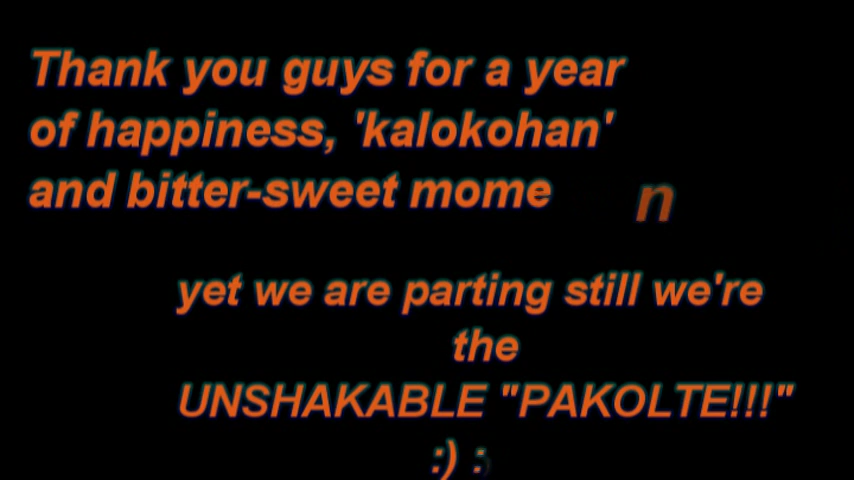 Thank you guys for a year
of happiness, 'kalokohan'
and bitter-sweet mome n
yet we are parting still we're
the
UNSHAKABLE "PAKOLTE!!!"
:) :